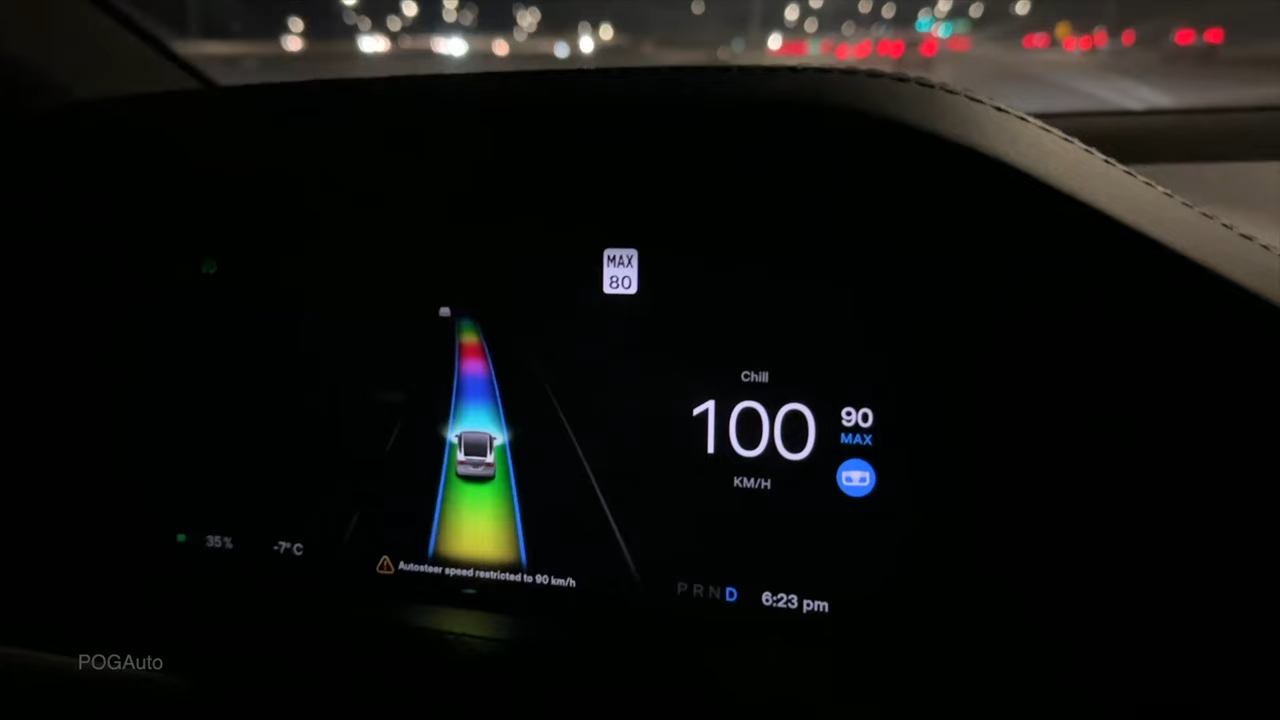 MAX
80
Chill
100
90
MAX
KM/H
35%
-7°C
Autosteer speed restricted to 90 km/h
P R N D
6:23 pm
POGAuto